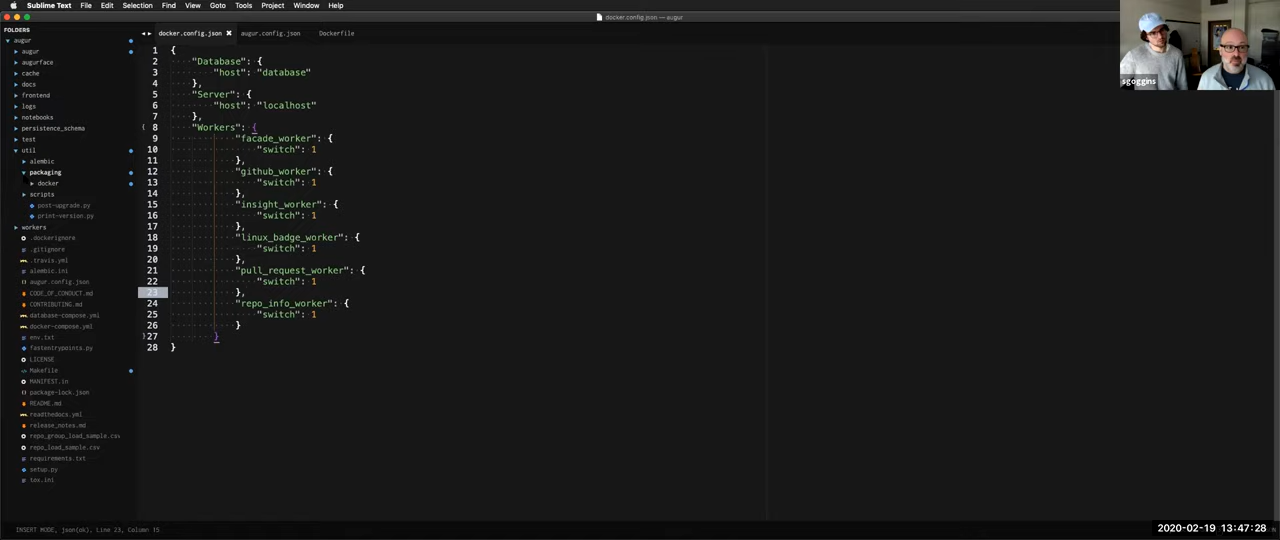 Sublime Text File Edit Selection Find View Goto Tools Project Window Help
docker.config.json — augur
FOLDERS
augur
augur
augurface
cache
docs
frontend
logs
notebooks
persistence_schema
test
util
alembic
packaging
docker
scripts
post-upgrade.py
print-version.py
workers
.dockerignore
.gitignore
.travis.yml
alembic.ini
augur.config.json
CODE_OF_CONDUCT.md
CONTRIBUTING.md
database-compose.yml
docker-compose.yml
env.txt
fastentrypoints.py
LICENSE
Makefile
MANIFEST.in
package-lock.json
README.md
readthedocs.yml
release_notes.md
repo_group_load_sample.csv
repo_load_sample.csv
requirements.txt
setup.py
tox.ini
docker.config.json augur.config.json Dockerfile
1 {
2 "Database": {
3 "host": "database"
4 },
5 "Server": {
6 "host": "localhost"
7 },
8 "Workers": {
9 "facade_worker": {
10 "switch": 1
11 },
12 "github_worker": {
13 "switch": 1
14 },
15 "insight_worker": {
16 "switch": 1
17 },
18 "linux_badge_worker": {
19 "switch": 1
20 },
21 "pull_request_worker": {
22 "switch": 1
23 },
24 "repo_info_worker": {
25 "switch": 1
26 }
27 }
28 }
sgoggins
INSERT MODE, json(ok), Line 23, Column 15
2020-02-19 13:47:28